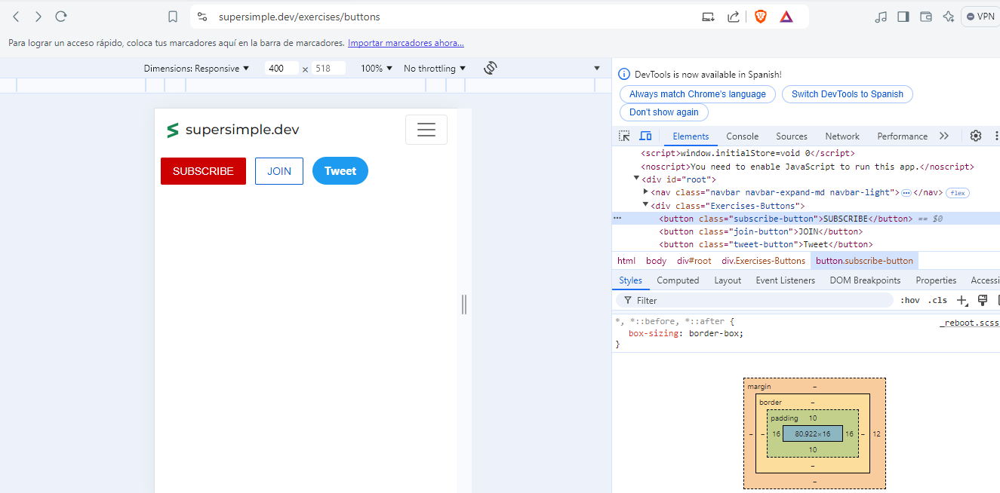 supersimple.dev/exercises/buttons
VPN
Para lograr un acceso rápido, coloca tus marcadores aquí en la barra de marcadores. Importar marcadores ahora...
Dimensions: Responsive ▼ 400 × 518 100% ▼ No throttling ▼
supersimple.dev
SUBSCRIBE JOIN Tweet
DevTools is now available in Spanish!
Always match Chrome's language Switch DevTools to Spanish
Don't show again
Elements Console Sources Network Performance
<script>window.initialStore=void 0</script>
<noscript>You need to enable JavaScript to run this app.</noscript>
▼<div id="root">
▶<nav class="navbar navbar-expand-md navbar-light">⋯</nav> flex
▼<div class="Exercises-Buttons">
⋯ <button class="subscribe-button">SUBSCRIBE</button> == $0
<button class="join-button">JOIN</button>
<button class="tweet-button">Tweet</button>
html body div#root div.Exercises-Buttons button.subscribe-button
Styles Computed Layout Event Listeners DOM Breakpoints Properties Accessi
Filter :hov .cls
*, *::before, *::after { _reboot.scss
box-sizing: border-box;
}
margin –
border –
padding 10
– – 16 80.922×16 16 – 12
10
–
–